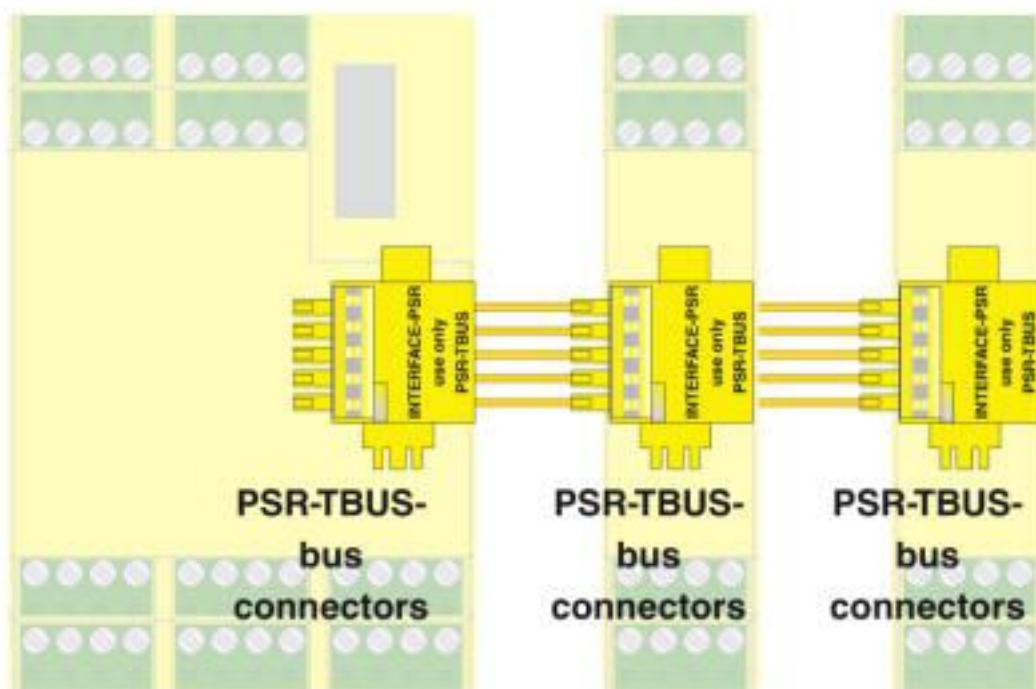 INTERFACE-PSR
use only
PSR-TBUS
INTERFACE-PSR
use only
PSR-TBUS
INTERFACE-PSR
use only
PSR-TBUS
PSR-TBUS-
bus
connectors
PSR-TBUS-
bus
connectors
PSR-TBUS-
bus
connectors